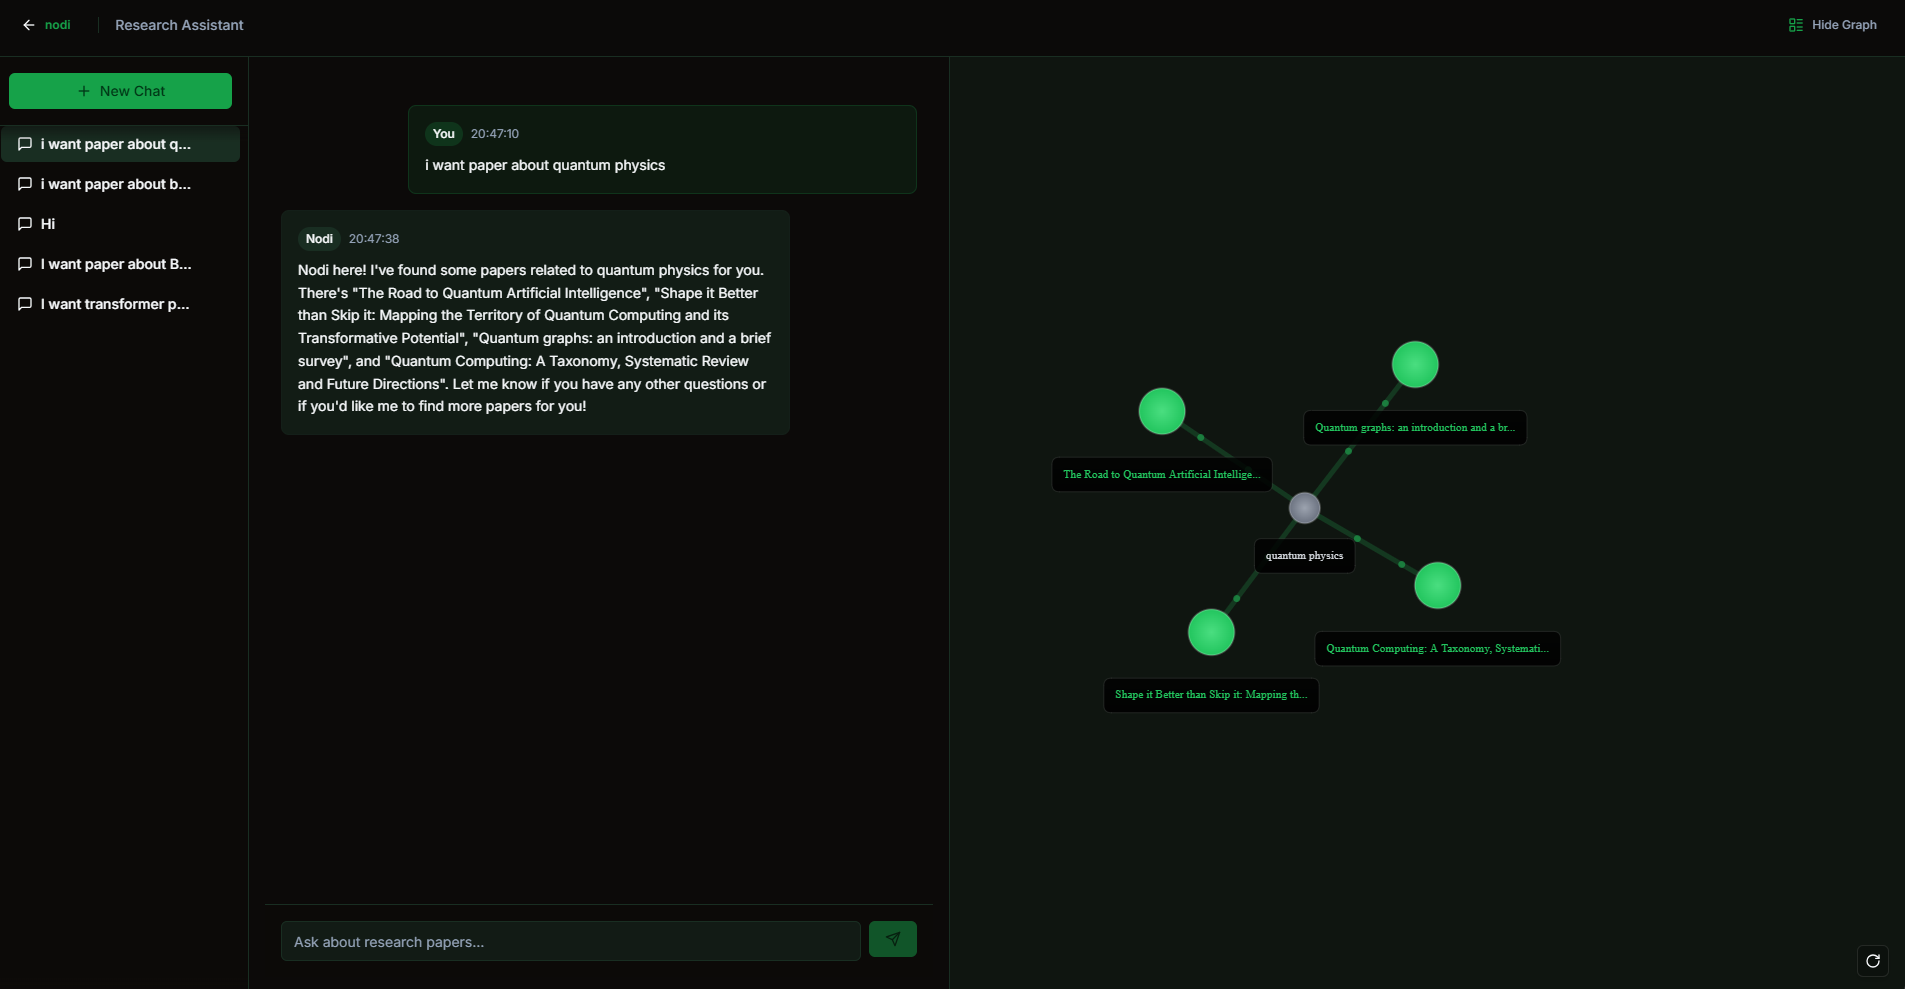 nodi
Research Assistant
Hide Graph
New Chat
i want paper about q...
i want paper about b...
Hi
I want paper about B...
I want transformer p...
You 20:47:10
i want paper about quantum physics
Nodi 20:47:38
Nodi here! I've found some papers related to quantum physics for you.
There's "The Road to Quantum Artificial Intelligence", "Shape it Better
than Skip it: Mapping the Territory of Quantum Computing and its
Transformative Potential", "Quantum graphs: an introduction and a brief
survey", and "Quantum Computing: A Taxonomy, Systematic Review
and Future Directions". Let me know if you have any other questions or
if you'd like me to find more papers for you!
Ask about research papers...
Quantum graphs: an introduction and a br...
The Road to Quantum Artificial Intellige...
quantum physics
Quantum Computing: A Taxonomy, Systemati...
Shape it Better than Skip it: Mapping th...